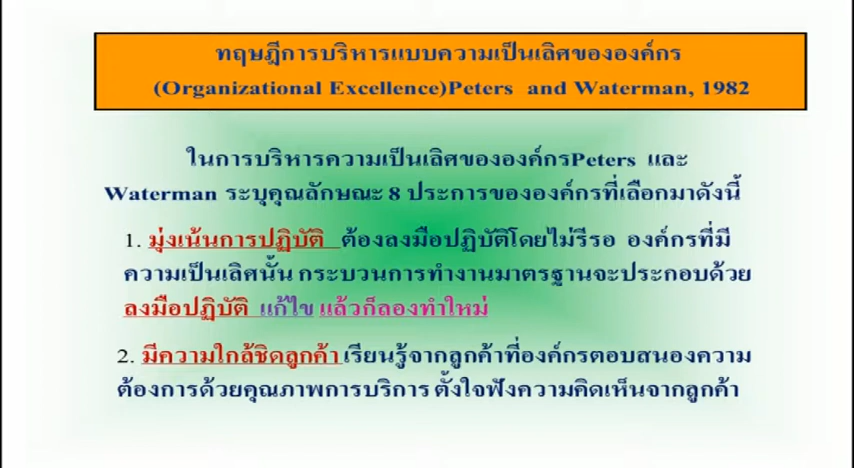 ทฤษฎีการบริหารแบบความเป็นเลิศขององค์กร
(Organizational Excellence)Peters and Waterman, 1982
ในการบริหารความเป็นเลิศขององค์กรPeters และ
Waterman ระบุคุณลักษณะ 8 ประการขององค์กรที่เลือกมาดังนี้
1. มุ่งเน้นการปฏิบัติ ต้องลงมือปฏิบัติโดยไม่รีรอ องค์กรที่มี
ความเป็นเลิศนั้น กระบวนการทำงานมาตรฐานจะประกอบด้วย
ลงมือปฏิบัติ แก้ไข แล้วก็ลองทำใหม่
2. มีความใกล้ชิดลูกค้า เรียนรู้จากลูกค้าที่องค์กรตอบสนองความ
ต้องการด้วยคุณภาพการบริการ ตั้งใจฟังความคิดเห็นจากลูกค้า